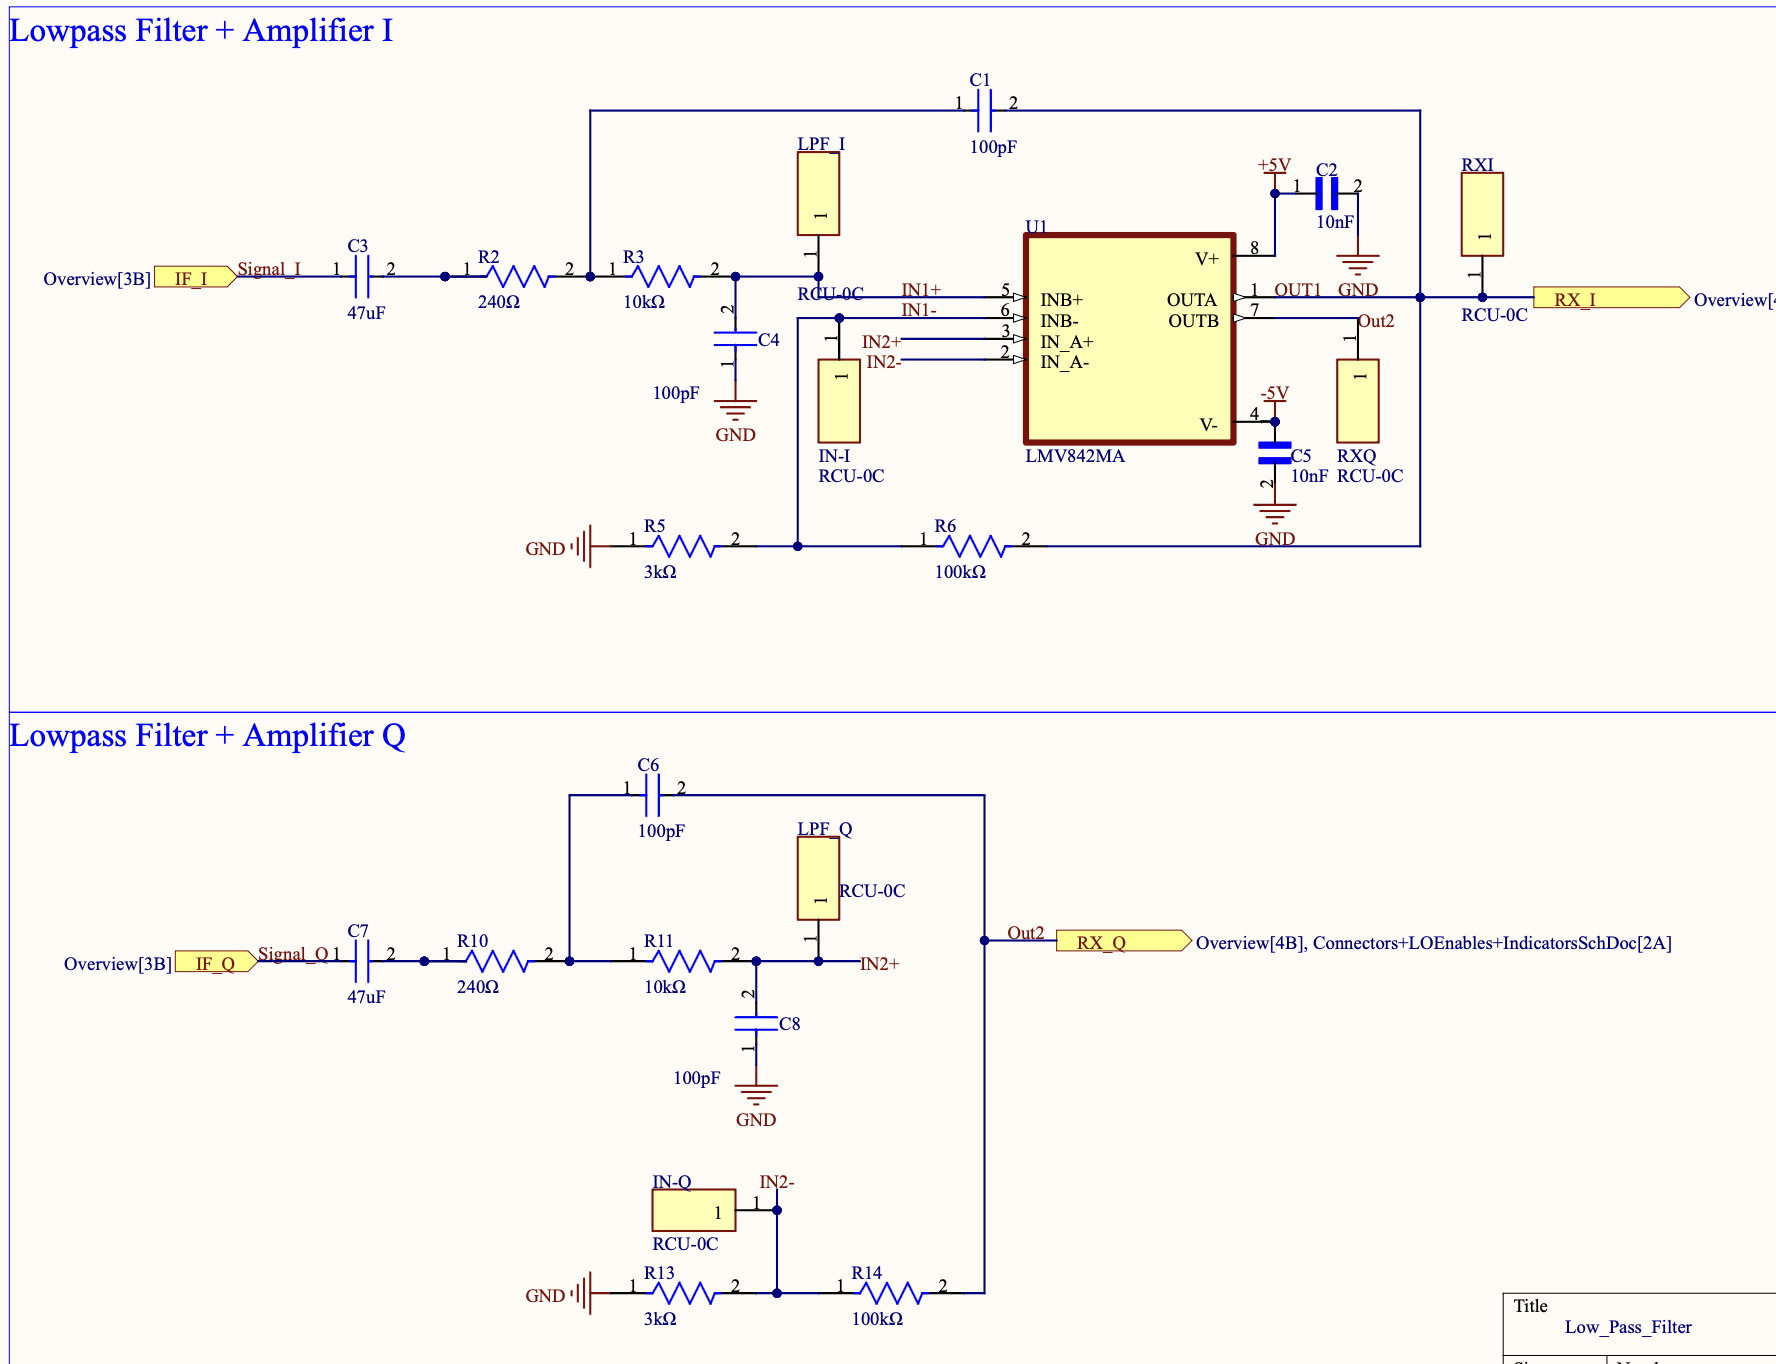 Lowpass Filter + Amplifier I
C1
1 2
100pF
LPF_I
1
1
RCU-0C
+5V
C2
1 2
10nF
GND
RXI
1
1
RCU-0C
U1
V+ 8
C3
Overview[3B] IF_I Signal_I 1 2
47uF
R2
1 2
240Ω
R3
1 2
10kΩ
IN1+ 5 INB+ OUTA 1 OUT1
IN1- 6 INB- OUTB 7 Out2
IN2+ 3 IN_A+
IN2- 2 IN_A-
RX_I
2
C4
1
100pF
GND
1
1
IN-I
RCU-0C
V- 4
-5V
LMV842MA
C5
10nF
2
GND
1
1
RXQ
RCU-0C
GND 1 R5 2
3kΩ
1 R6 2
100kΩ
Lowpass Filter + Amplifier Q
C6
1 2
100pF
LPF_Q
1
RCU-0C
1
C7
Overview[3B] IF_Q Signal_Q 1 2
47uF
R10
1 2
240Ω
R11
1 2
10kΩ
IN2+
Out2 RX_Q Overview[4B], Connectors+LOEnables+IndicatorsSchDoc[2A]
2
C8
1
100pF
GND
IN-Q IN2-
1 1
RCU-0C
GND 1 R13 2
3kΩ
1 R14 2
100kΩ
Title
Low_Pass_Filter